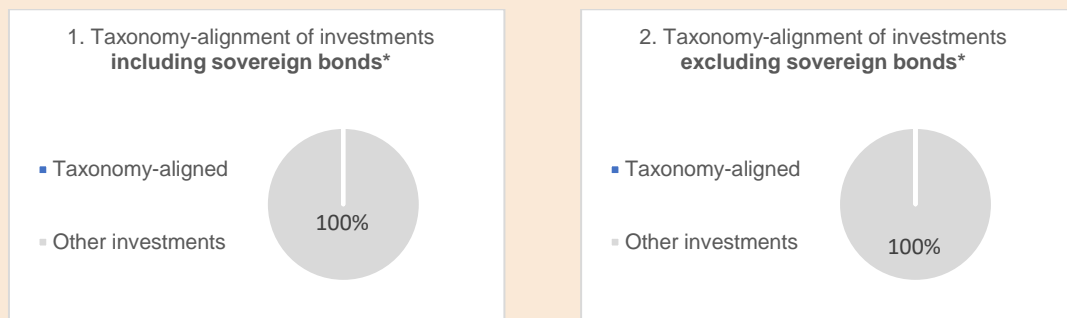 1. Taxonomy-alignment of investments
including sovereign bonds*
Taxonomy-aligned
Other investments
100%
2. Taxonomy-alignment of investments
excluding sovereign bonds*
Taxonomy-aligned
Other investments
100%